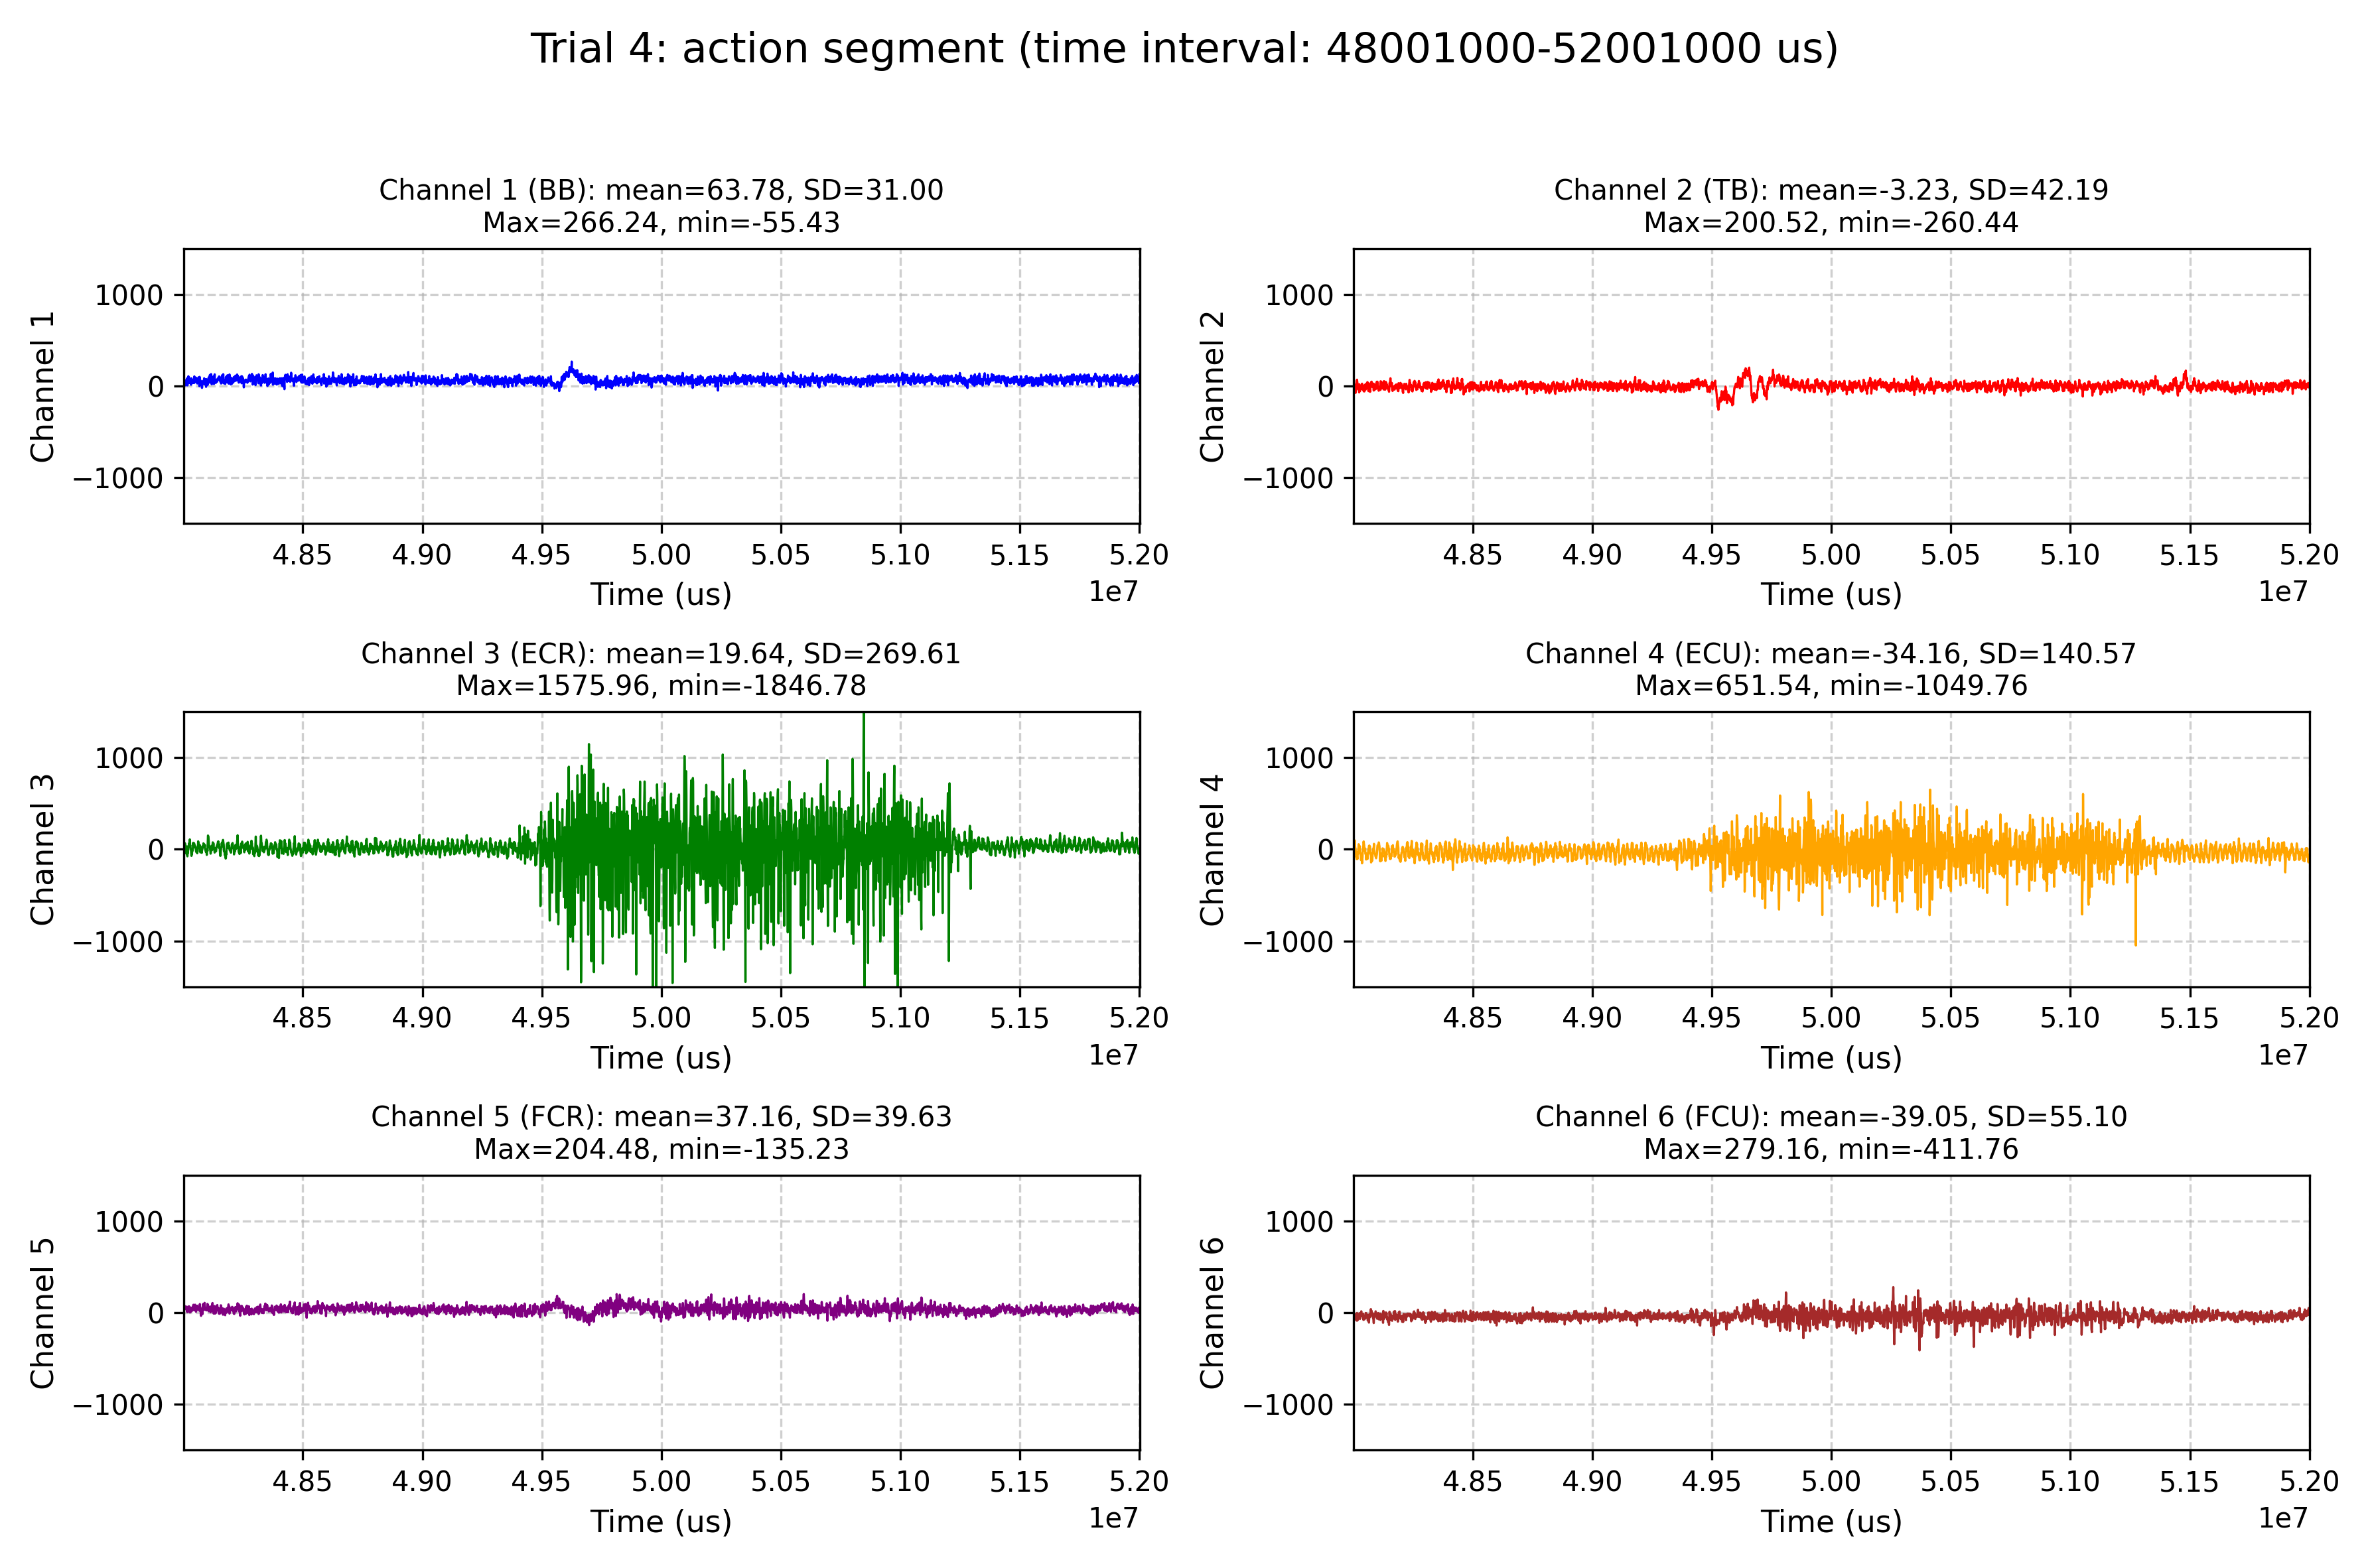 Trial 4: action segment (time interval: 48001000-52001000 us)
Channel 1 (BB): mean=63.78, SD=31.00
Max=266.24, min=-55.43
Channel 1
1000
0
−1000
4.85 4.90 4.95 5.00 5.05 5.10 5.15 5.20
1e7
Time (us)
Channel 2 (TB): mean=-3.23, SD=42.19
Max=200.52, min=-260.44
Channel 2
1000
0
−1000
4.85 4.90 4.95 5.00 5.05 5.10 5.15 5.20
1e7
Time (us)
Channel 3 (ECR): mean=19.64, SD=269.61
Max=1575.96, min=-1846.78
Channel 3
1000
0
−1000
4.85 4.90 4.95 5.00 5.05 5.10 5.15 5.20
1e7
Time (us)
Channel 4 (ECU): mean=-34.16, SD=140.57
Max=651.54, min=-1049.76
Channel 4
1000
0
−1000
4.85 4.90 4.95 5.00 5.05 5.10 5.15 5.20
1e7
Time (us)
Channel 5 (FCR): mean=37.16, SD=39.63
Max=204.48, min=-135.23
Channel 5
1000
0
−1000
4.85 4.90 4.95 5.00 5.05 5.10 5.15 5.20
1e7
Time (us)
Channel 6 (FCU): mean=-39.05, SD=55.10
Max=279.16, min=-411.76
Channel 6
1000
0
−1000
4.85 4.90 4.95 5.00 5.05 5.10 5.15 5.20
1e7
Time (us)